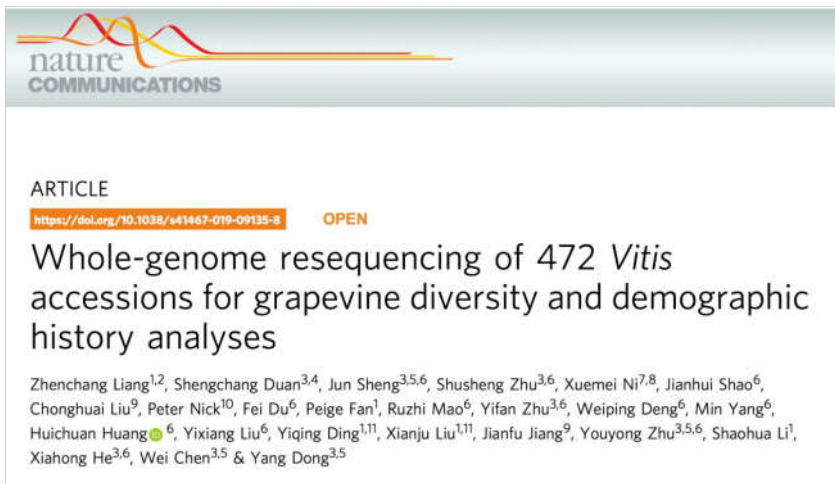 nature
COMMUNICATIONS
ARTICLE
https://doi.org/10.1038/s41467-019-09135-8 OPEN
Whole-genome resequencing of 472 Vitis
accessions for grapevine diversity and demographic
history analyses
Zhenchang Liang1,2, Shengchang Duan3,4, Jun Sheng3,5,6, Shusheng Zhu3,6, Xuemei Ni7,8, Jianhui Shao6,
Chonghuai Liu9, Peter Nick10, Fei Du6, Peige Fan1, Ruzhi Mao6, Yifan Zhu3,6, Weiping Deng6, Min Yang6,
Huichuan Huang 6, Yixiang Liu6, Yiqing Ding1,11, Xianju Liu1,11, Jianfu Jiang9, Youyong Zhu3,5,6, Shaohua Li1,
Xiahong He3,6, Wei Chen3,5 & Yang Dong3,5